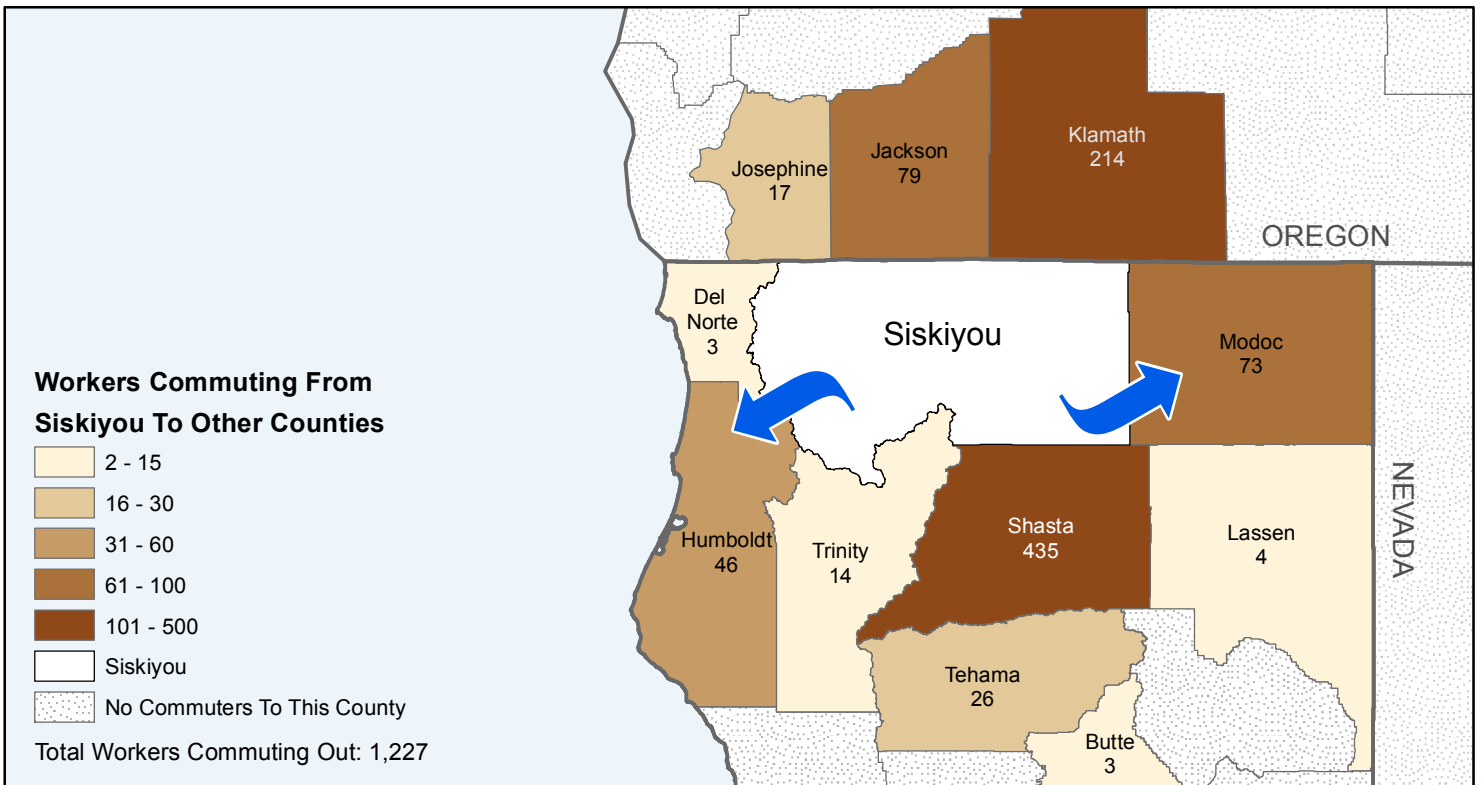 Klamath
214
Jackson
79
Josephine
17
OREGON
Del
Norte
3
Siskiyou
Modoc
73
Workers Commuting From
Siskiyou To Other Counties
2 - 15
16 - 30
31 - 60
61 - 100
101 - 500
Siskiyou
No Commuters To This County
Total Workers Commuting Out: 1,227
Humboldt
46
Trinity
14
Shasta
435
Lassen
4
NEVADA
Tehama
26
Butte
3